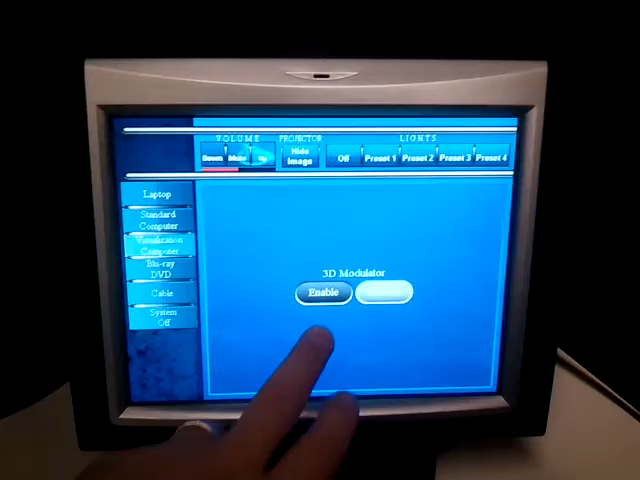 VOLUME PROJECTOR LIGHTS
Down Mute Up Hide Image Off Preset 1 Preset 2 Preset 3 Preset 4
Laptop
Standard
Computer
Visualization
Computer
Blu-ray
DVD
Cable
System
Off
3D Modulator
Enable